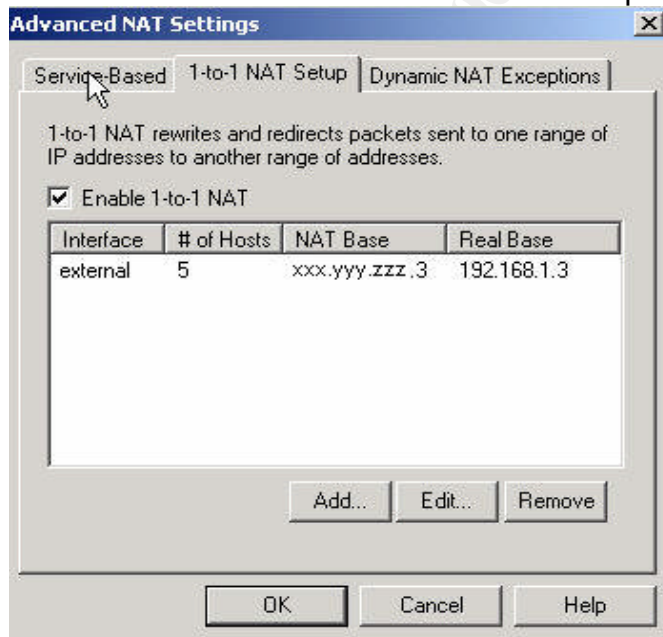 Advanced NAT Settings
Service-Based 1-to-1 NAT Setup Dynamic NAT Exceptions
1-to-1 NAT rewrites and redirects packets sent to one range of
IP addresses to another range of addresses.
Enable 1-to-1 NAT
Interface # of Hosts NAT Base Real Base
external 5 xxx.yyy.zzz.3 192.168.1.3
Add... Edit... Remove
OK Cancel Help